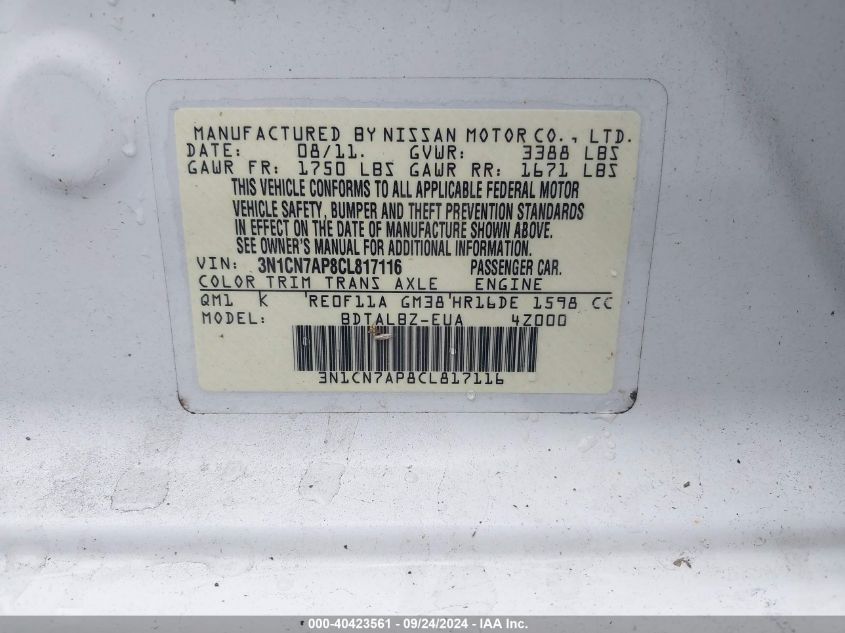 MANUFACTURED BY NISSAN MOTOR CO., LTD.
DATE: 08/11. GVWR: 3388 LBS
GAWR FR: 1750 LBS GAWR RR: 1671 LBS
THIS VEHICLE CONFORMS TO ALL APPLICABLE FEDERAL MOTOR
VEHICLE SAFETY, BUMPER AND THEFT PREVENTION STANDARDS
IN EFFECT ON THE DATE OF MANUFACTURE SHOWN ABOVE.
SEE OWNER'S MANUAL FOR ADDITIONAL INFORMATION.
VIN: 3N1CN7AP8CL817116 PASSENGER CAR.
COLOR TRIM TRANS AXLE ENGINE
QM1 K 'RE0F11A GM38'HR16DE 1598 CC
MODEL: BDTALBZ-EUA 4Z000
3N1CN7AP8CL817116
000-40423561 - 09/24/2024 - IAA Inc.